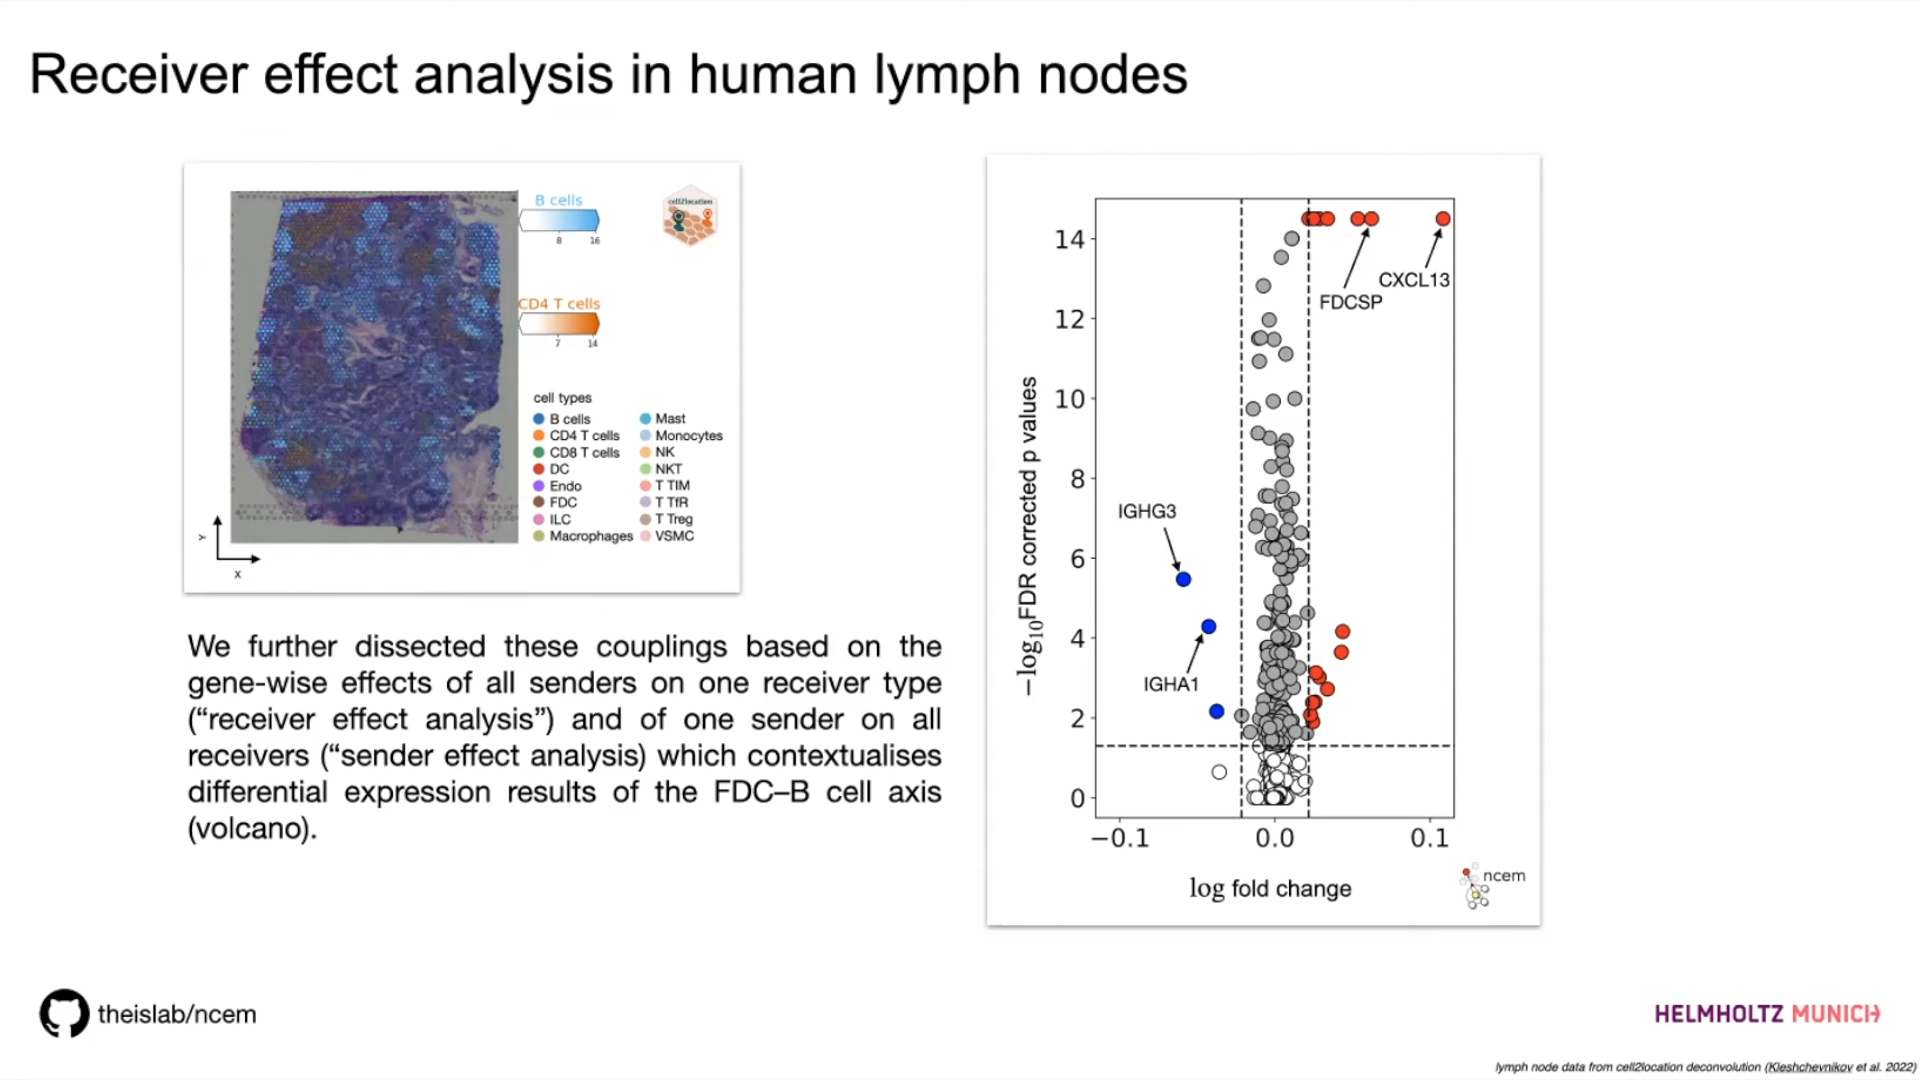 Receiver effect analysis in human lymph nodes
B cells
8 16
cell2location
CD4 T cells
7 14
cell types
B cells Mast
CD4 T cells Monocytes
CD8 T cells NK
DC NKT
Endo T TIM
FDC T TfR
ILC T Treg
Macrophages VSMC
Y
X
We further dissected these couplings based on the
gene-wise effects of all senders on one receiver type
(“receiver effect analysis”) and of one sender on all
receivers (“sender effect analysis) which contextualises
differential expression results of the FDC–B cell axis
(volcano).
−log10FDR corrected p values
14
12
10
8
6
4
2
0
CXCL13
FDCSP
IGHG3
IGHA1
−0.1 0.0 0.1
log fold change
ncem
theislab/ncem
HELMHOLTZ MUNICH
lymph node data from cell2location deconvolution (Kleshchevnikov et al. 2022)